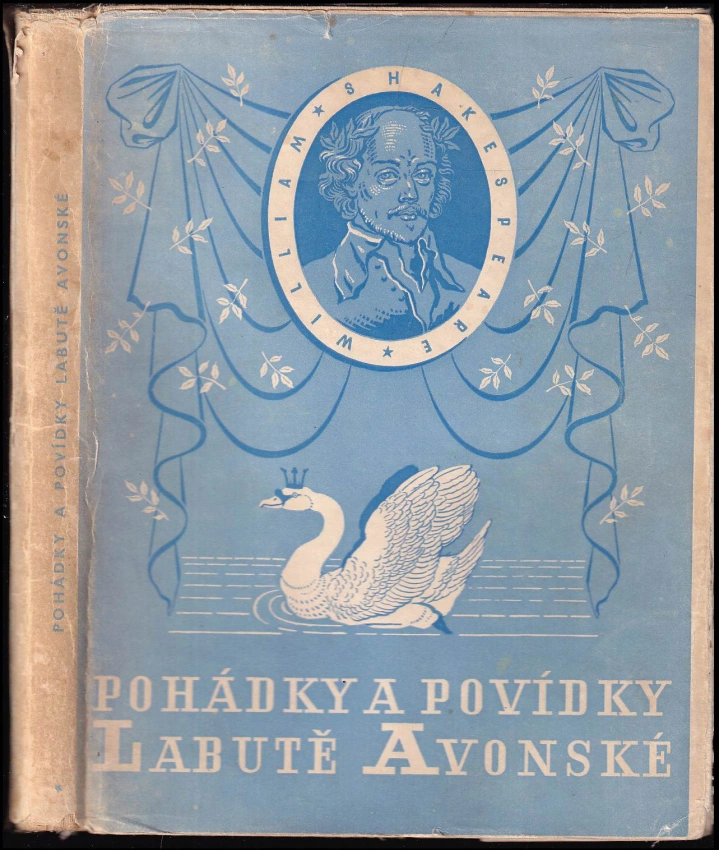 POHÁDKY A POVÍDKY LABUTĚ AVONSKÉ
WILLIAM ★ SHAKESPEARE ★
POHÁDKY A POVÍDKY
LABUTĚ AVONSKÉ